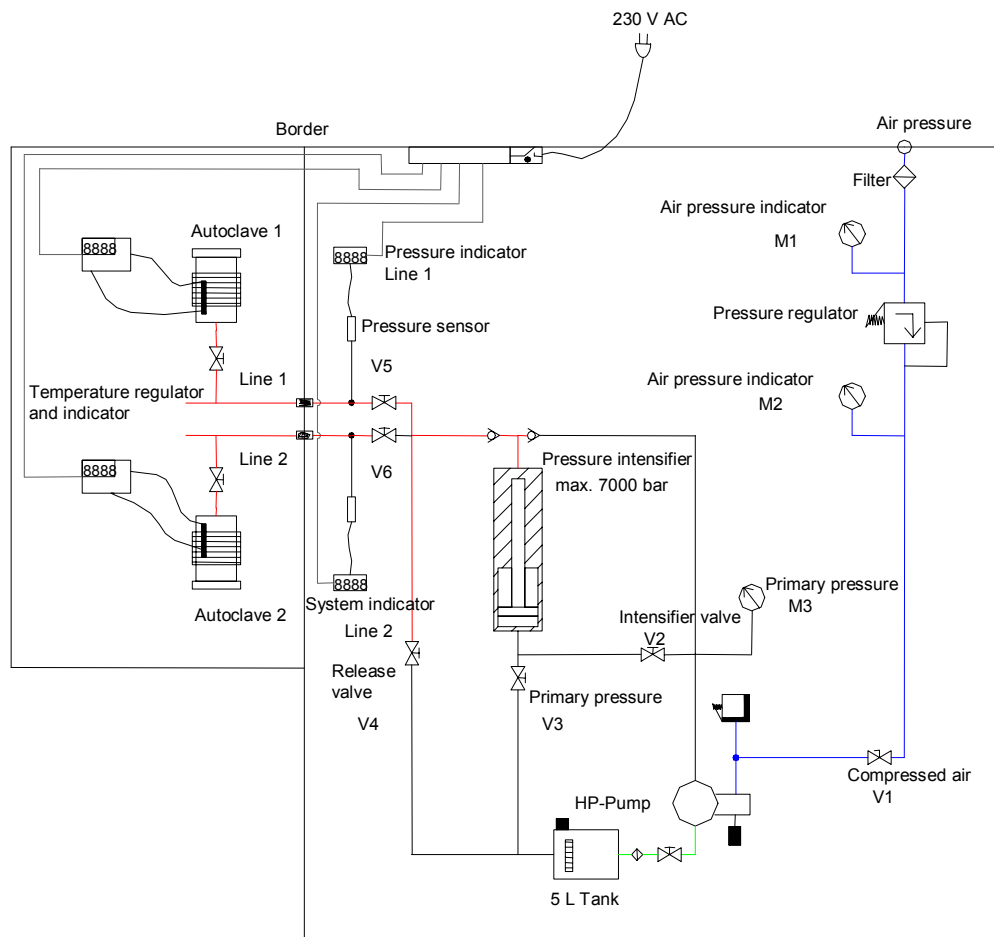 230 V AC
Border
Air pressure
Filter
Air pressure indicator
M1
Autoclave 1
8888
8888
Pressure indicator
Line 1
Pressure regulator
Pressure sensor
V5
Line 1
Temperature regulator
and indicator
Air pressure indicator
M2
Line 2
V6
8888
Pressure intensifier
max. 7000 bar
8888
Autoclave 2
System indicator
Line 2
Primary pressure
M3
Intensifier valve
V2
Release
valve
V4
Primary pressure
V3
Compressed air
V1
HP-Pump
5 L Tank